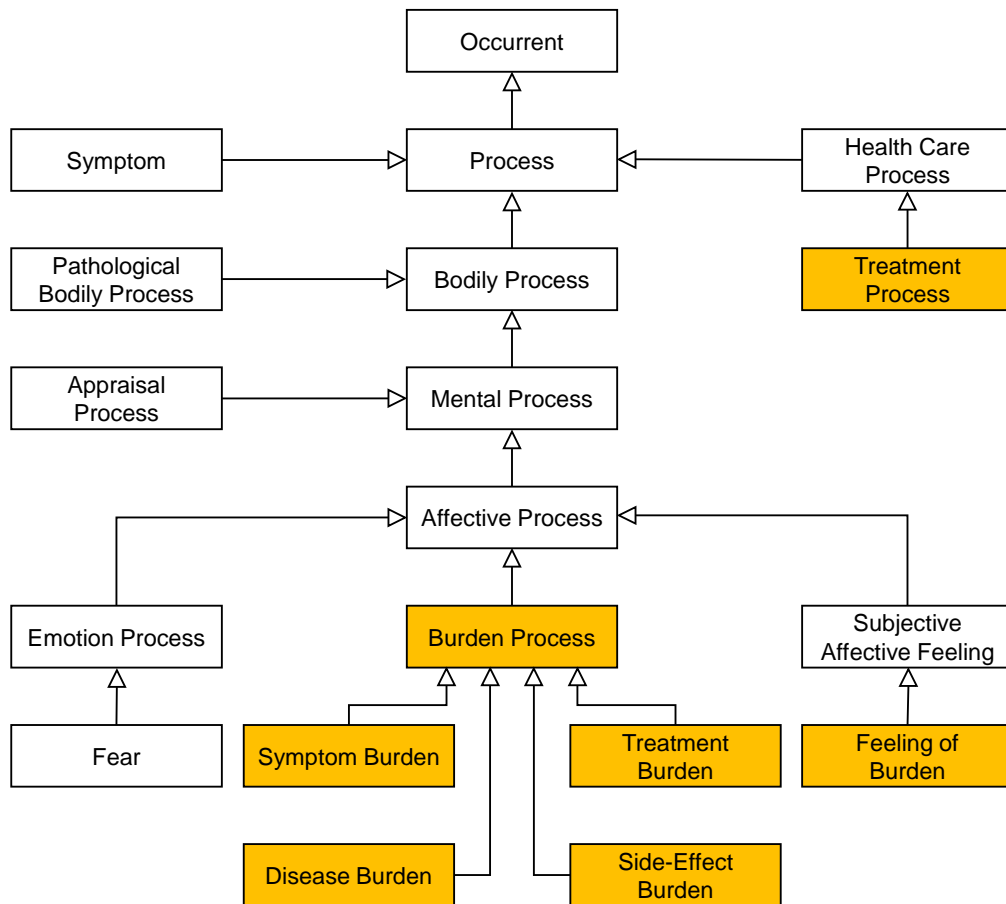 Occurrent
Symptom
Process
Health Care
Process
Pathological
Bodily Process
Bodily Process
Treatment
Process
Appraisal
Process
Mental Process
Affective Process
Emotion Process
Burden Process
Subjective
Affective Feeling
Fear
Symptom Burden
Treatment
Burden
Feeling of
Burden
Disease Burden
Side-Effect
Burden